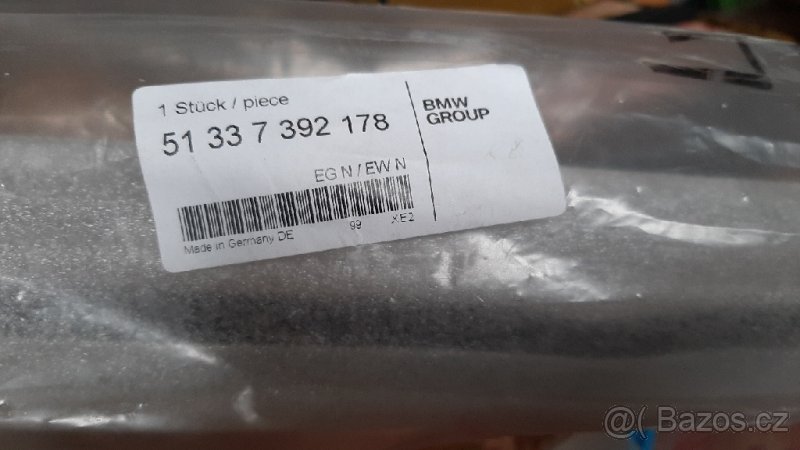 1 Stück / piece
51 33 7 392 178
BMW
GROUP
EG N / EW N
Made in Germany DE 99 XE2
@ Bazos.cz